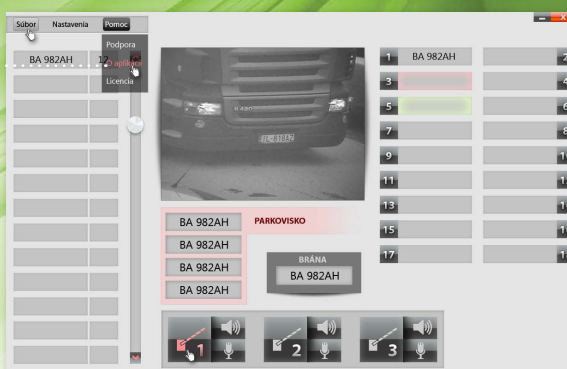 Súbor Nastavenia Pomoc
Podpora
O aplikácii
Licencia
BA 982AH 12
BA 982AH
BA 982AH
BA 982AH
BA 982AH
PARKOVISKO
BRÁNA
BA 982AH
1 BA 982AH 2
3 4
5 6
7 8
9
11
13
15
17
1
2
3